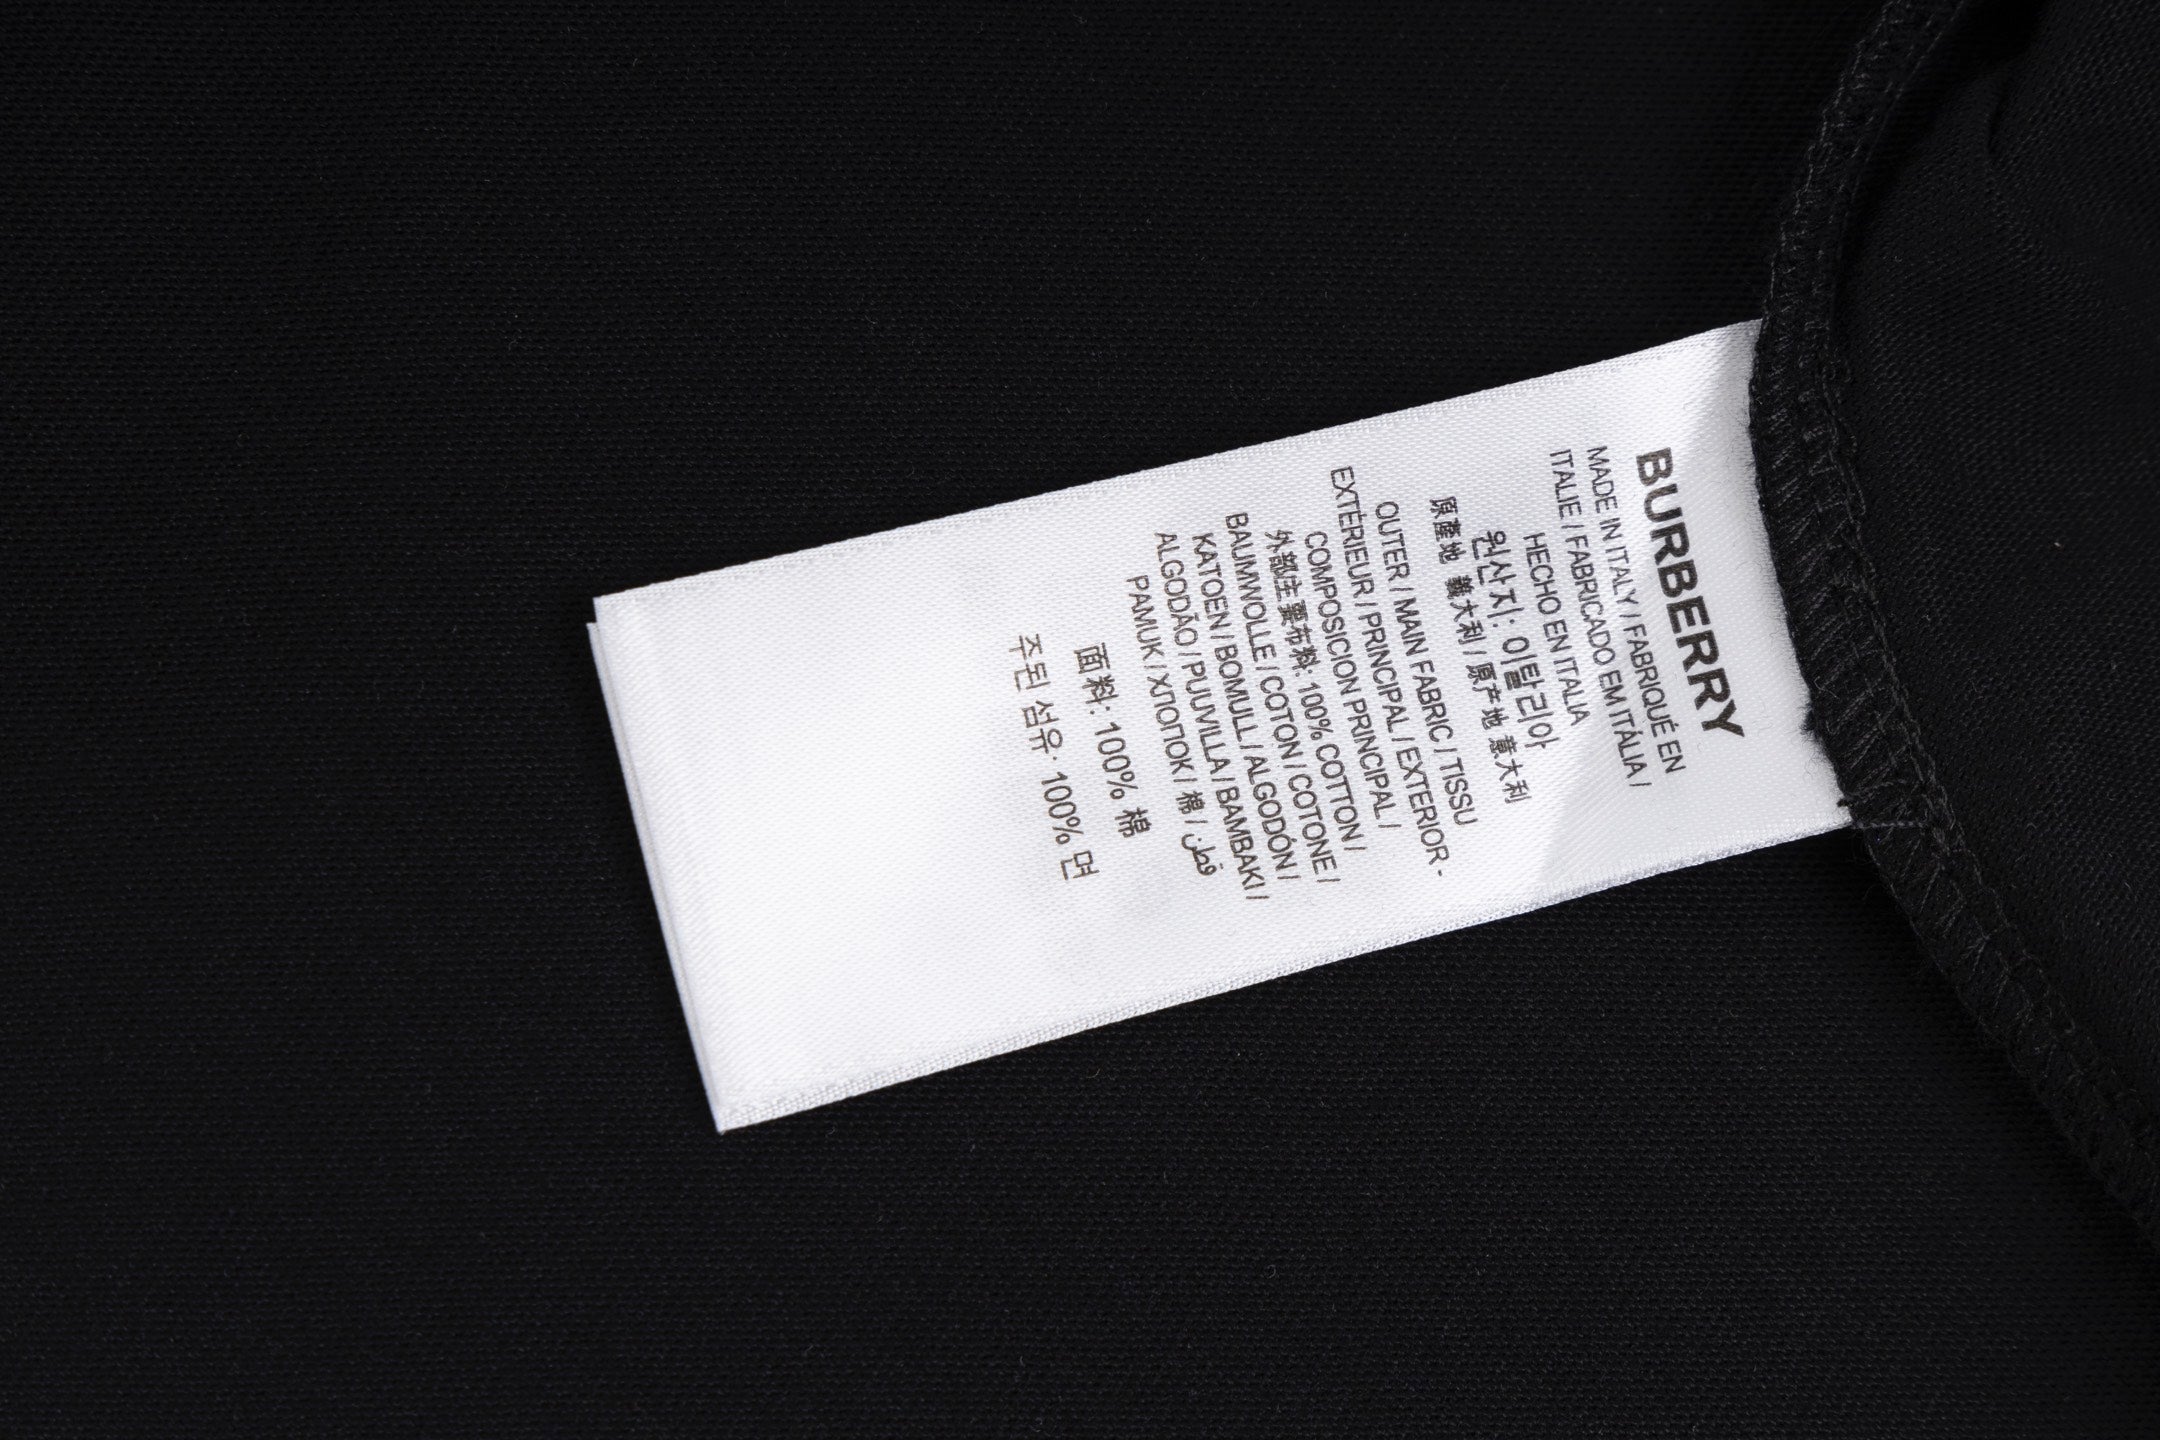 BURBERRY
MADE IN ITALY / FABRIQUÉ EN
ITALIE / FABRICADO EM ITÁLIA /
HECHO EN ITALIA
원산지: 이탈리아
原產地 義大利 / 原产地 意大利
OUTER / MAIN FABRIC / TISSU
EXTÉRIEUR / PRINCIPAL / EXTERIOR -
COMPOSICION PRINCIPAL /
外部主要布料: 100% COTTON /
BAUMWOLLE / COTON / COTONE /
KATOEN / BOMULL / ALGODÓN /
ALGODÃO / PUUVILLA / BAMBAKI /
PAMUK / ХЛОПОК / 棉 / قطن
面料: 100% 棉
주된 섬유: 100% 면